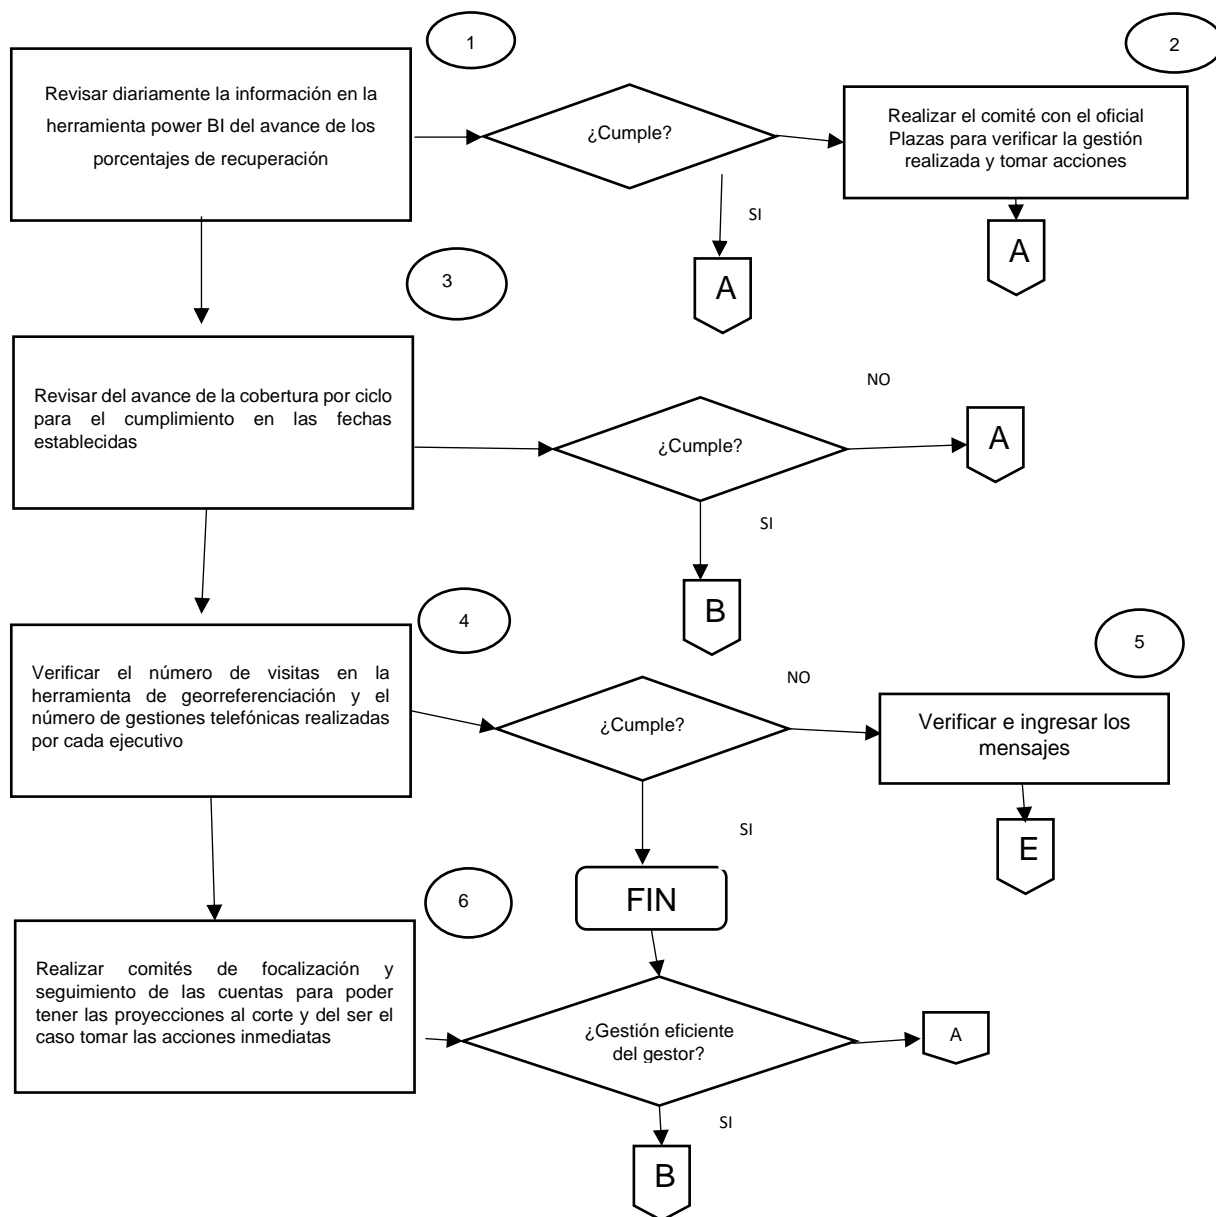 1
2
Revisar diariamente la información en la
herramienta power BI del avance de los
porcentajes de recuperación
¿Cumple?
Realizar el comité con el oficial
Plazas para verificar la gestión
realizada y tomar acciones
SI
A
A
3
Revisar del avance de la cobertura por ciclo
para el cumplimiento en las fechas
establecidas
¿Cumple?
NO
A
SI
B
4
5
Verificar el número de visitas en la
herramienta de georreferenciación y el
número de gestiones telefónicas realizadas
por cada ejecutivo
¿Cumple?
NO
Verificar e ingresar los
mensajes
SI
E
FIN
6
Realizar comités de focalización y
seguimiento de las cuentas para poder
tener las proyecciones al corte y del ser el
caso tomar las acciones inmediatas
¿Gestión eficiente
del gestor?
A
SI
B